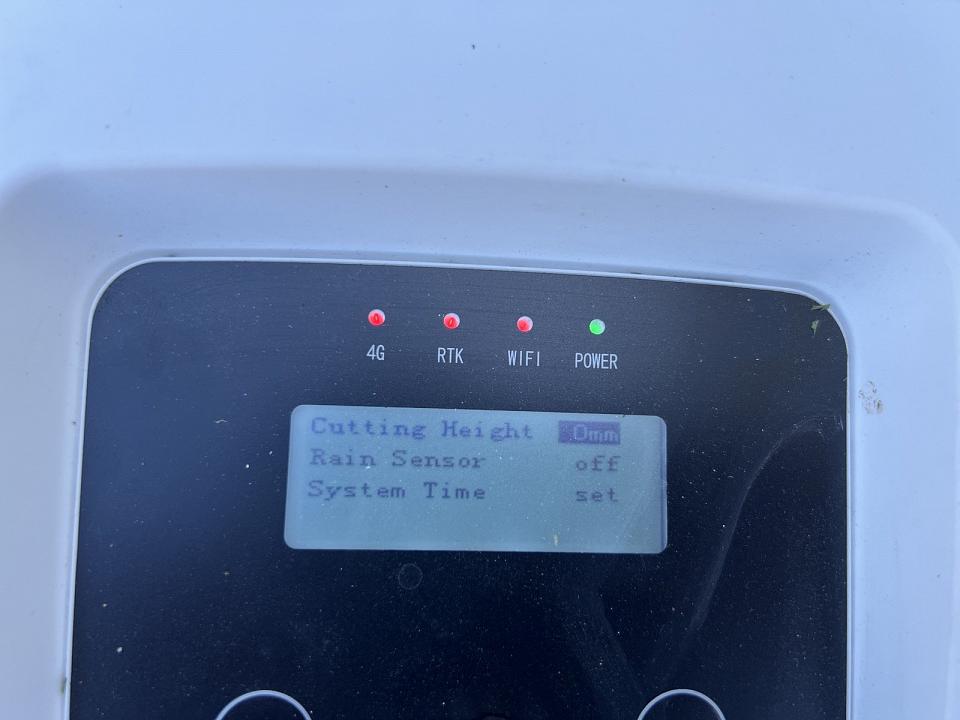 4G RTK WIFI POWER
Cutting Height 0mm
Rain Sensor off
System Time set